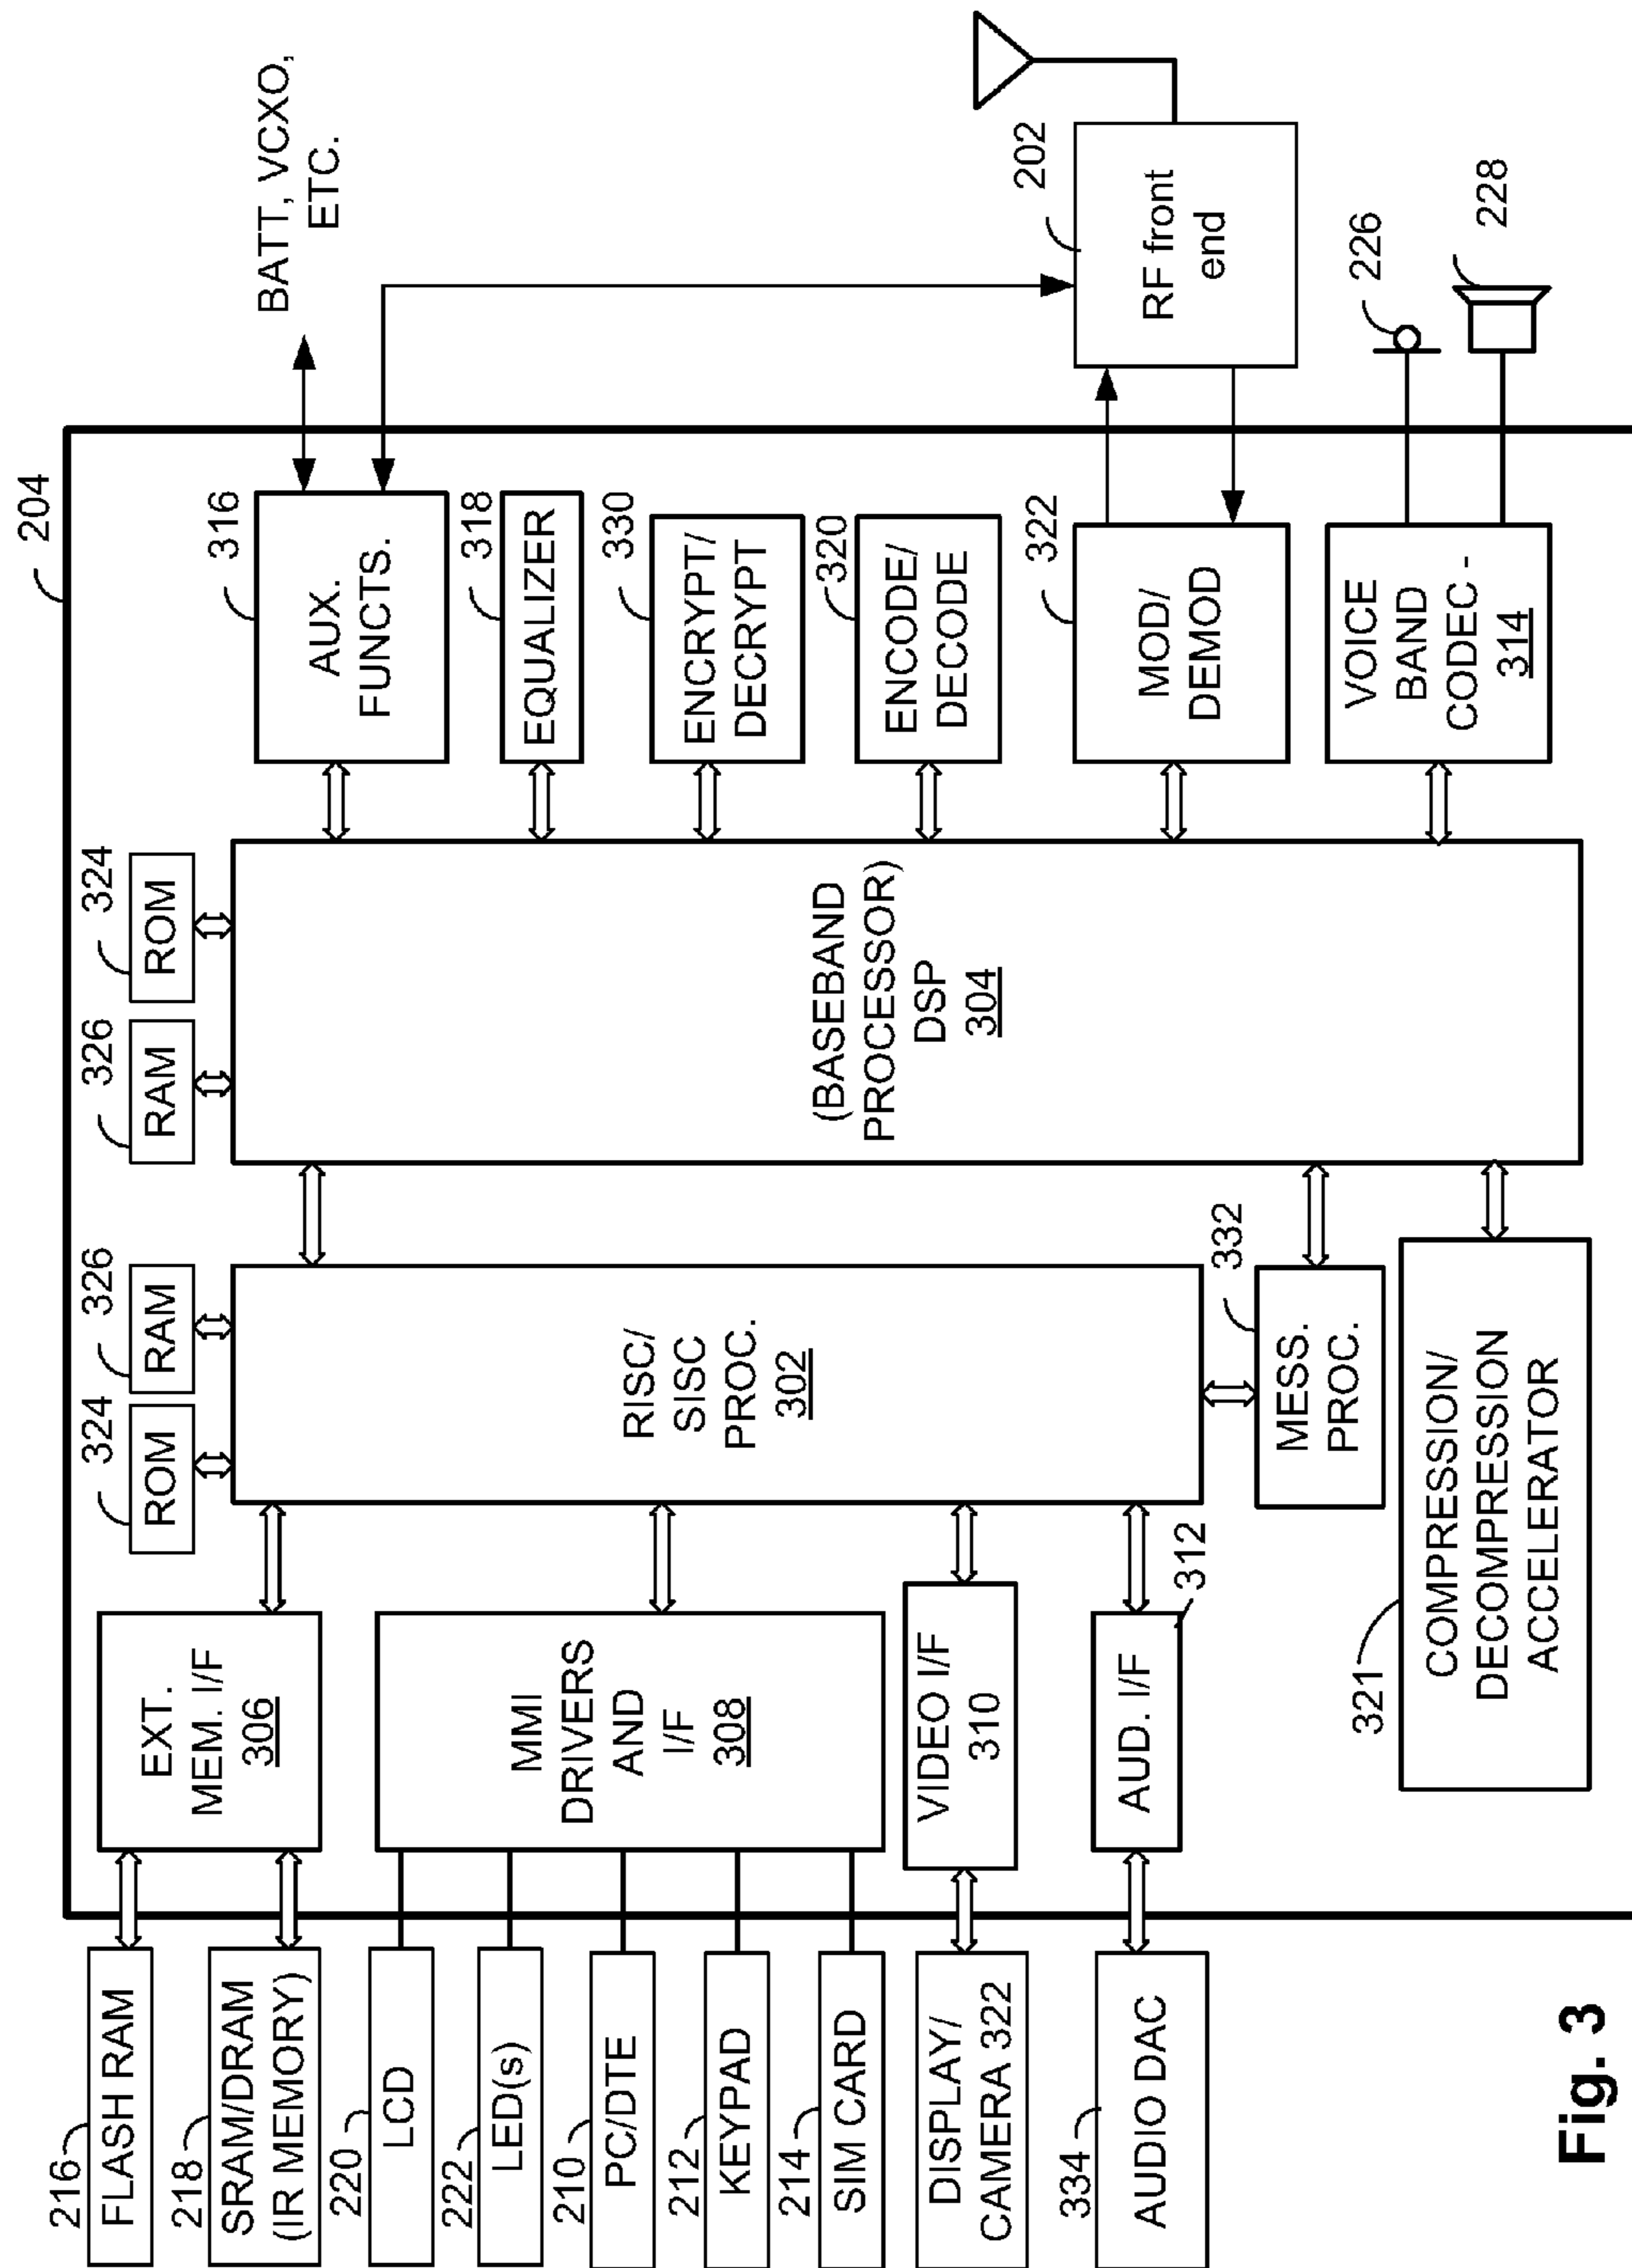 204
BATT, VCXO,
ETC.
216
FLASH RAM
218
SRAM/DRAM
(IR MEMORY)
220
LCD
222
LED(s)
210
PC/DTE
212
KEYPAD
214
SIM CARD
DISPLAY/
CAMERA 322
334
AUDIO DAC
EXT.
MEM. I/F
306
MMI
DRIVERS
AND
I/F
308
VIDEO I/F
310
AUD. I/F
312
324
ROM
326
RAM
RISC/
SISC
PROC.
302
332
MESS.
PROC.
321
COMPRESSION/
DECOMPRESSION
ACCELERATOR
326
RAM
324
ROM
(BASEBAND
PROCESSOR)
DSP
304
316
AUX.
FUNCTS.
318
EQUALIZER
330
ENCRYPT/
DECRYPT
320
ENCODE/
DECODE
322
MOD/
DEMOD
VOICE
BAND
CODEC -
314
202
RF front
end
226
228
Fig. 3